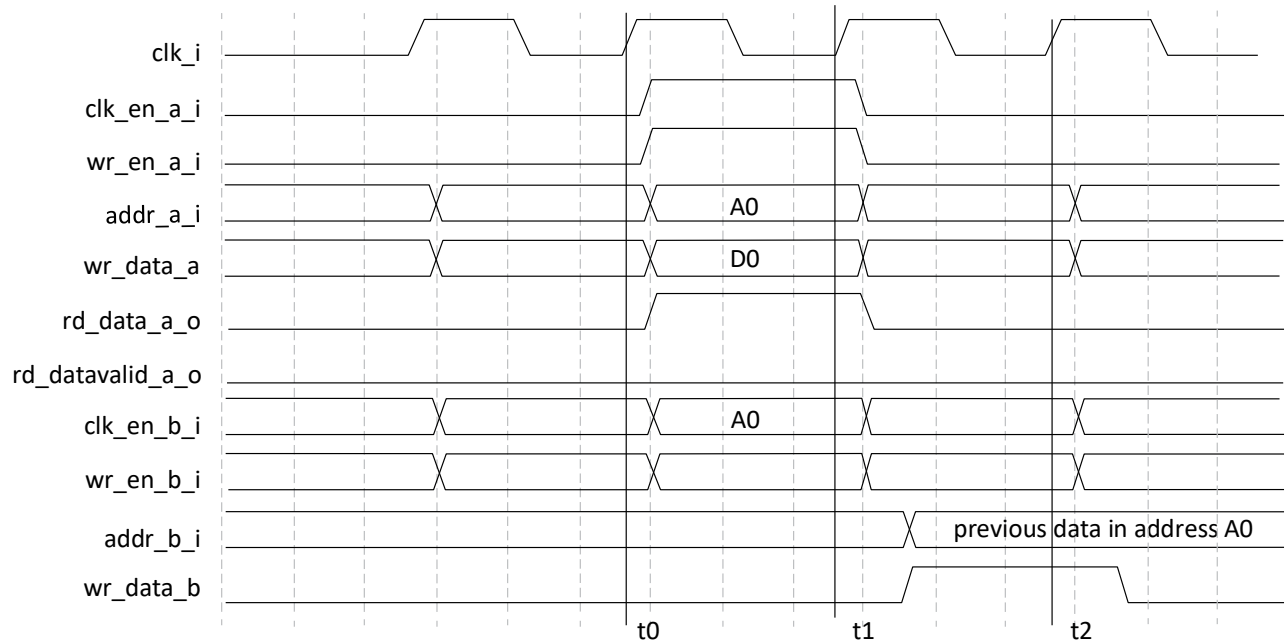 clk_i
clk_en_a_i
wr_en_a_i
addr_a_i A0
wr_data_a D0
rd_data_a_o
rd_datavalid_a_o
clk_en_b_i A0
wr_en_b_i
addr_b_i previous data in address A0
wr_data_b
t0 t1 t2